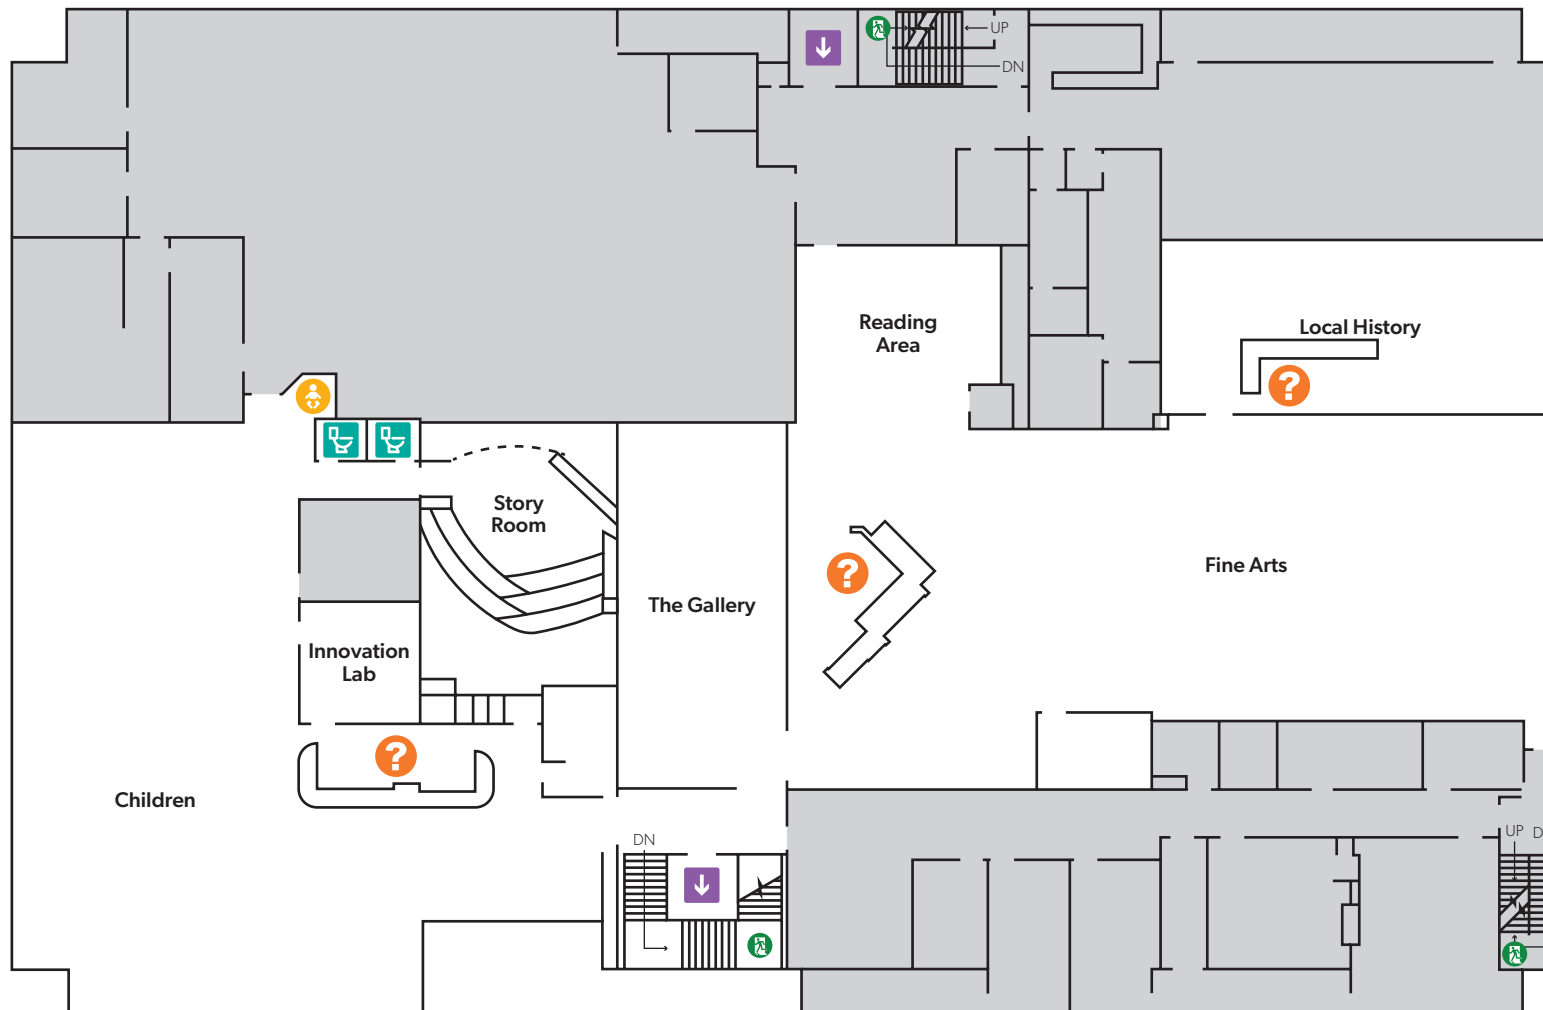 UP
DN
Reading
Area
Local History
?
Story
Room
?
Fine Arts
The Gallery
Innovation
Lab
?
Children
DN
UP
D